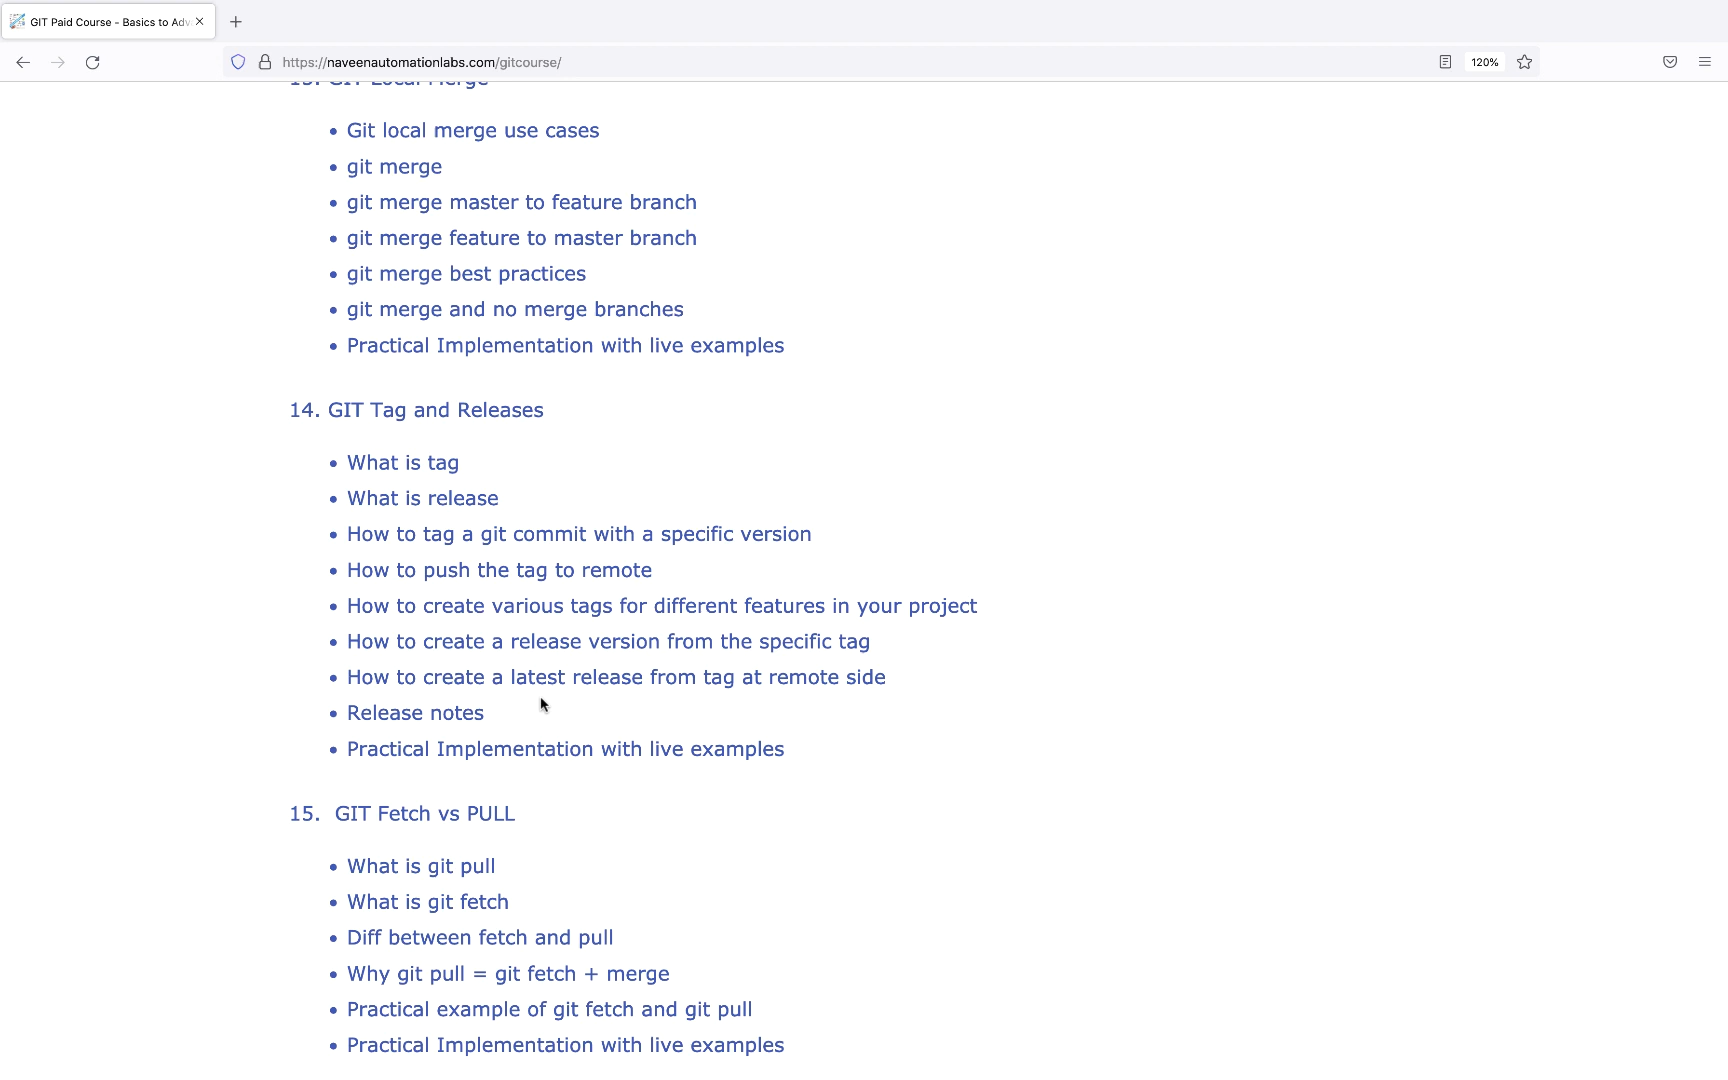 GIT Paid Course - Basics to Adv
https://naveenautomationlabs.com/gitcourse/
120%
13. GIT Local Merge
• Git local merge use cases
• git merge
• git merge master to feature branch
• git merge feature to master branch
• git merge best practices
• git merge and no merge branches
• Practical Implementation with live examples
14. GIT Tag and Releases
• What is tag
• What is release
• How to tag a git commit with a specific version
• How to push the tag to remote
• How to create various tags for different features in your project
• How to create a release version from the specific tag
• How to create a latest release from tag at remote side
• Release notes
• Practical Implementation with live examples
15. GIT Fetch vs PULL
• What is git pull
• What is git fetch
• Diff between fetch and pull
• Why git pull = git fetch + merge
• Practical example of git fetch and git pull
• Practical Implementation with live examples